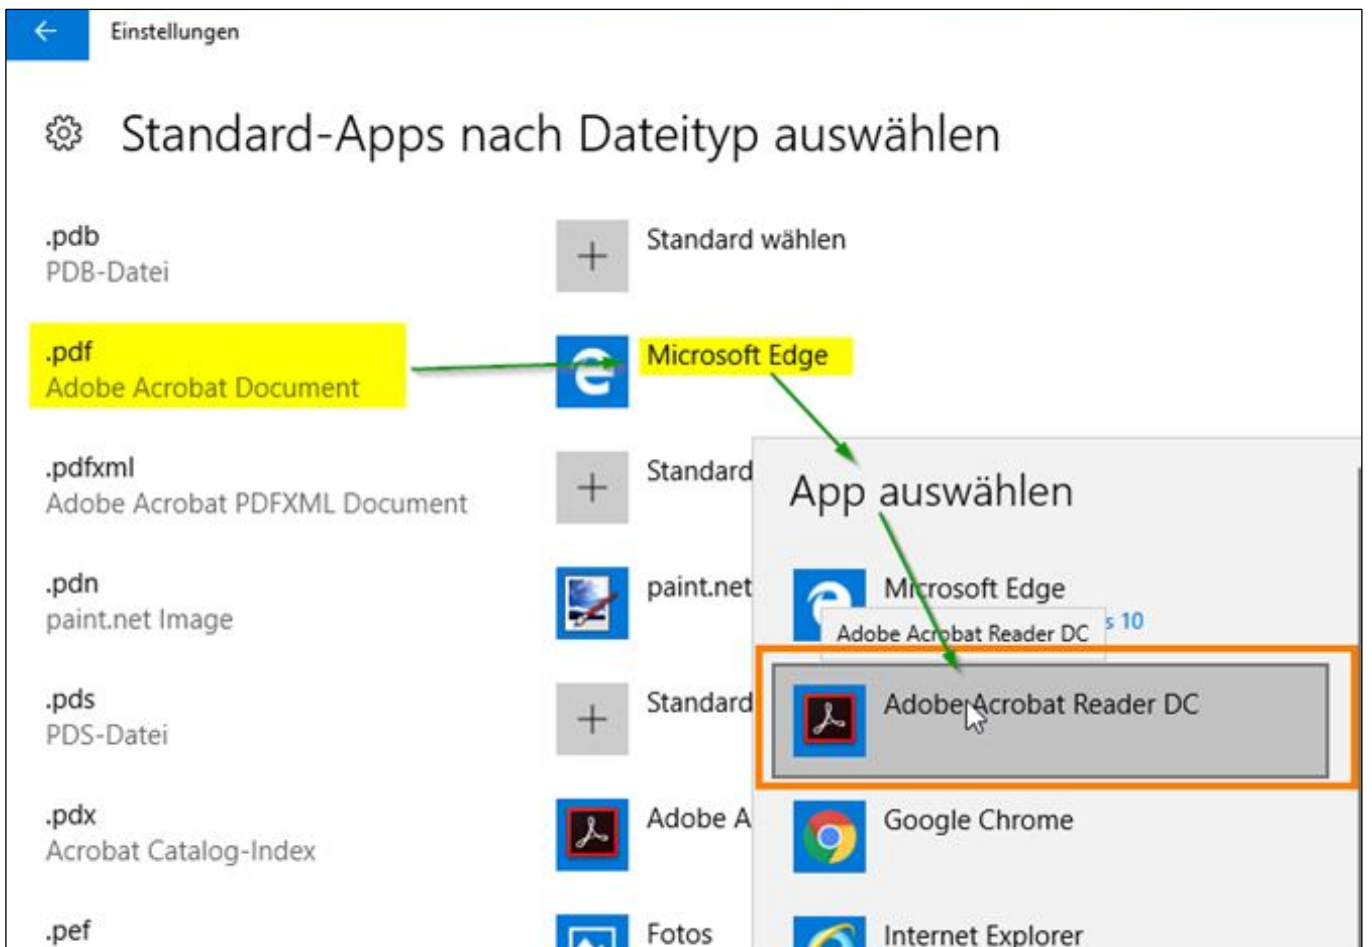 Einstellungen
Standard-Apps nach Dateityp auswählen
.pdb
PDB-Datei
Standard wählen
.pdf
Adobe Acrobat Document
Microsoft Edge
.pdfxml
Adobe Acrobat PDFXML Document
Standard
.pdn
paint.net Image
paint.net
.pds
PDS-Datei
Standard
.pdx
Acrobat Catalog-Index
Adobe A
.pef
Fotos
App auswählen
Microsoft Edge
s 10
Adobe Acrobat Reader DC
Adobe Acrobat Reader DC
Google Chrome
Internet Explorer